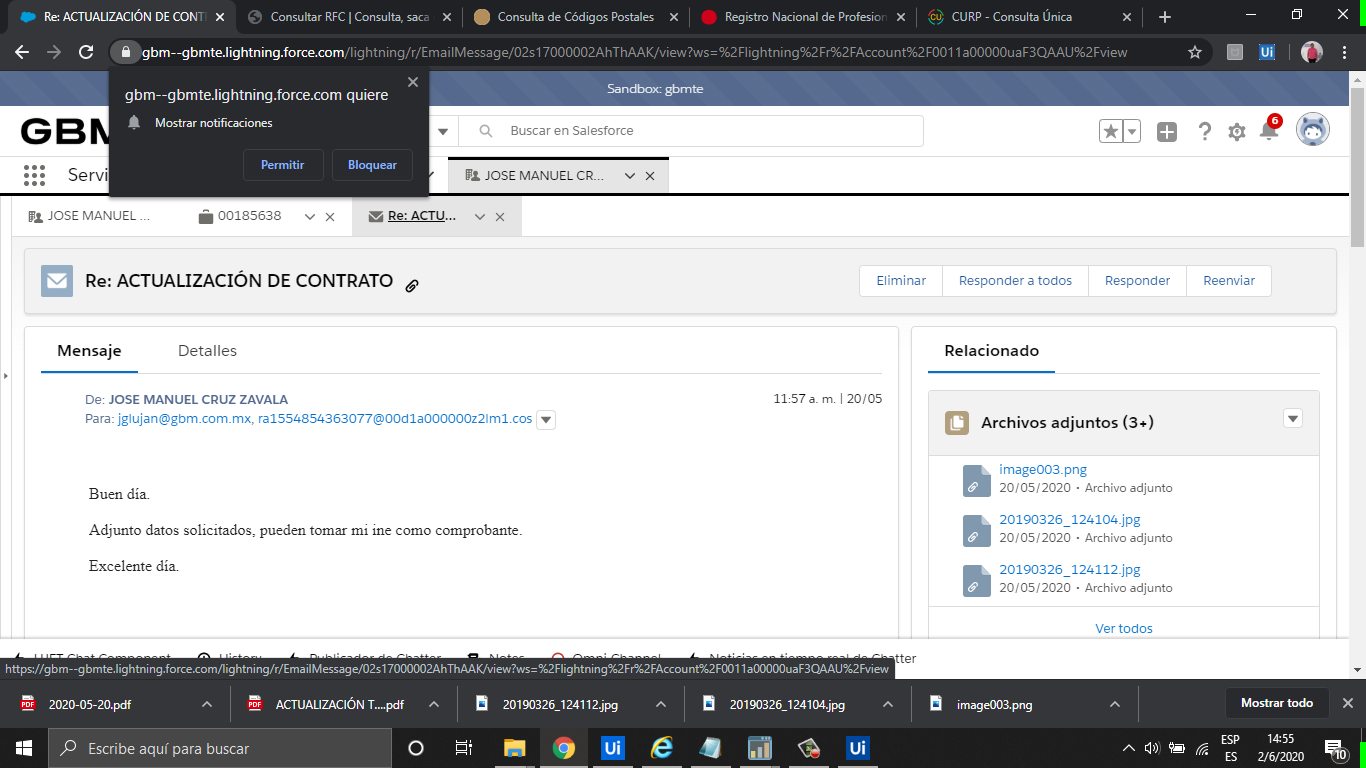 Re: ACTUALIZACIÓN DE CONT
Consultar RFC | Consulta, saca
Consulta de Códigos Postales
Registro Nacional de Profesion
CURP - Consulta Única
gbm--gbmte.lightning.force.com/lightning/r/EmailMessage/02s17000002AhThAAK/view?ws=%2Flightning%2Fr%2FAccount%2F0011a00000uaF3QAAU%2Fview
Sandbox: gbmte
gbm--gbmte.lightning.force.com quiere
Mostrar notificaciones
Permitir
Bloquear
GBM
Buscar en Salesforce
6
Servi
JOSE MANUEL CR...
JOSE MANUEL ...
00185638
Re: ACTU...
Re: ACTUALIZACIÓN DE CONTRATO
Eliminar
Responder a todos
Responder
Reenviar
Mensaje
Detalles
Relacionado
De: JOSE MANUEL CRUZ ZAVALA
11:57 a. m. | 20/05
Para: jglujan@gbm.com.mx, ra1554854363077@00d1a000000z2lm1.cos
Archivos adjuntos (3+)
image003.png
20/05/2020 • Archivo adjunto
20190326_124104.jpg
20/05/2020 • Archivo adjunto
20190326_124112.jpg
20/05/2020 • Archivo adjunto
Ver todos
Buen día.
Adjunto datos solicitados, pueden tomar mi ine como comprobante.
Excelente día.
Chat Component
History
Publicador de Chatter
Notes
Omni-Channel
Noticias en tiempo real de Chatter
https://gbm--gbmte.lightning.force.com/lightning/r/EmailMessage/02s17000002AhThAAK/view?ws=%2Flightning%2Fr%2FAccount%2F0011a00000uaF3QAAU%2Fview
2020-05-20.pdf
ACTUALIZACIÓN T....pdf
20190326_124112.jpg
20190326_124104.jpg
image003.png
Mostrar todo
Escribe aquí para buscar
Ui
Ui
ESP
ES
14:55
2/6/2020
10